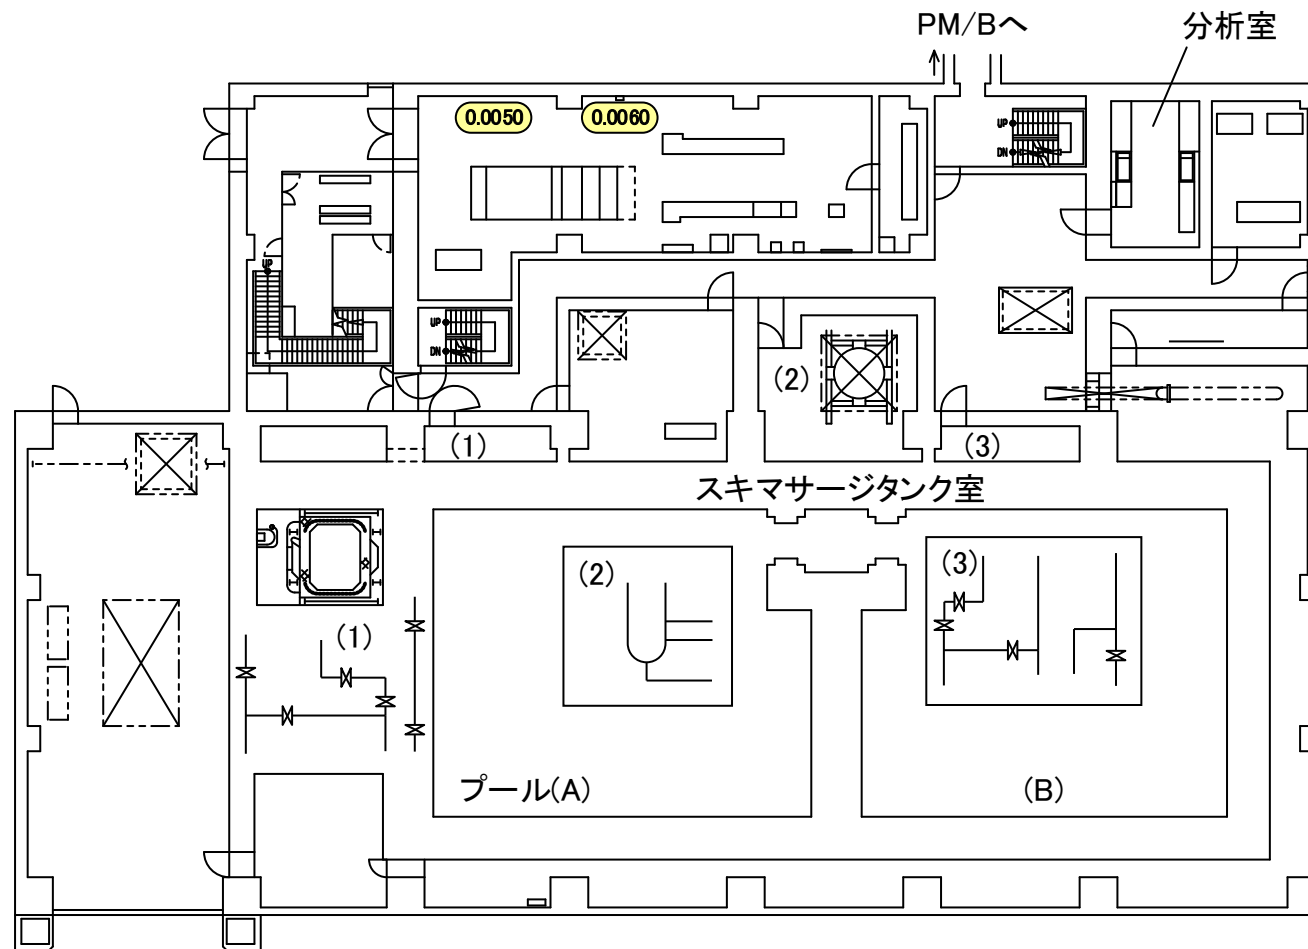 PM/Bへ
分析室
0.0050
0.0060
UP
DN
UP
UP
DN
(2)
(1)
(3)
スキマサージタンク室
(2)
(3)
(1)
プール(A)
(B)